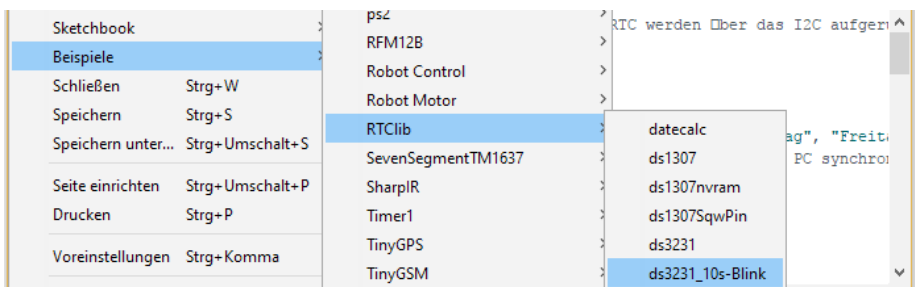 Sketchbook
Beispiele
Schließen Strg+W
Speichern Strg+S
Speichern unter... Strg+Umschalt+S
Seite einrichten Strg+Umschalt+P
Drucken Strg+P
Voreinstellungen Strg+Komma
ps2
RFM12B
Robot Control
Robot Motor
RTClib
SevenSegmentTM1637
SharpIR
Timer1
TinyGPS
TinyGSM
datecalc
ds1307
ds1307nvram
ds1307SqwPin
ds3231
ds3231_10s-Blink
RTC werden □ber das I2C aufger
ag", "Freit
PC synchro